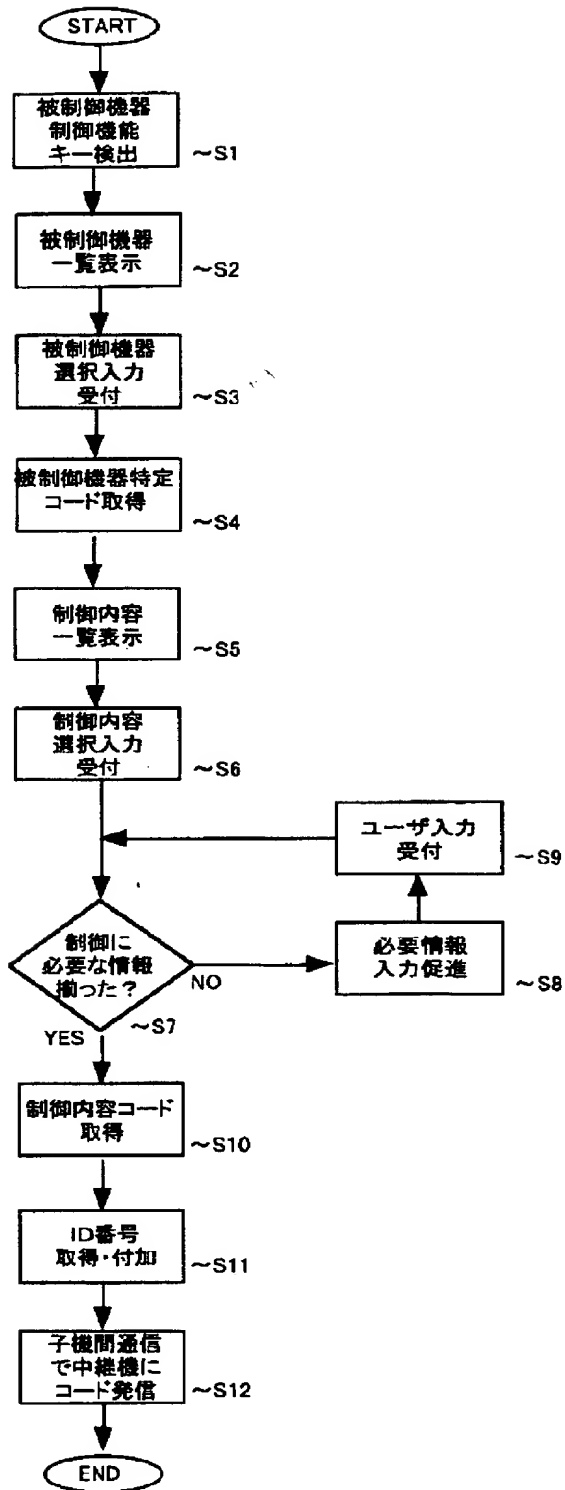 START
被制御機器
制御機能
キー検出
~S1
被制御機器
一覧表示
~S2
被制御機器
選択入力
受付
~S3
被制御機器特定
コード取得
~S4
制御内容
一覧表示
~S5
制御内容
選択入力
受付
~S6
ユーザ入力
受付
~S9
制御に
必要な情報
揃った?
~S7
NO
必要情報
入力促進
~S8
YES
制御内容コード
取得
~S10
ID番号
取得・付加
~S11
子機間通信
で中継機に
コード発信
~S12
END